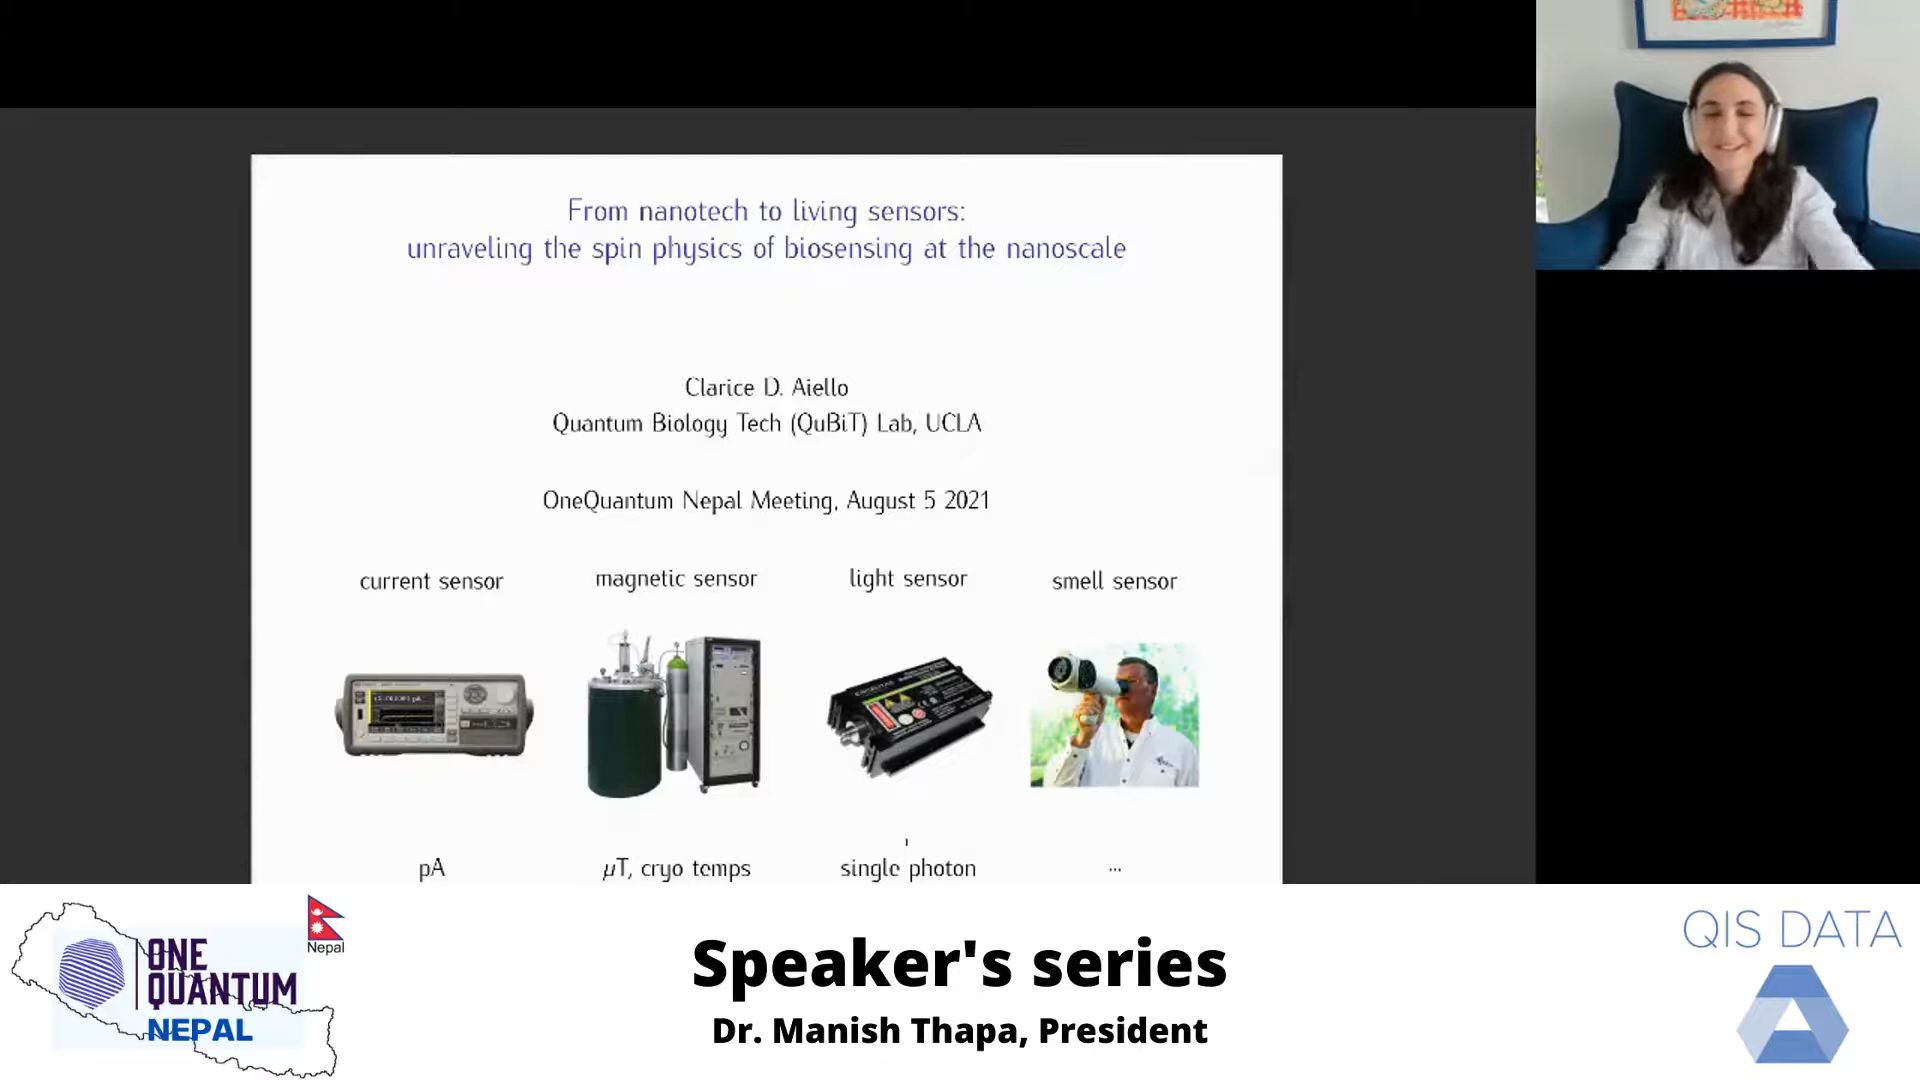 From nanotech to living sensors:
unraveling the spin physics of biosensing at the nanoscale
Clarice D. Aiello
Quantum Biology Tech (QuBiT) Lab, UCLA
OneQuantum Nepal Meeting, August 5 2021
current sensor
magnetic sensor
light sensor
smell sensor
pA
μT, cryo temps
single photon
...
Nepal
ONE
QUANTUM
NEPAL
Speaker's series
Dr. Manish Thapa, President
QIS DATA